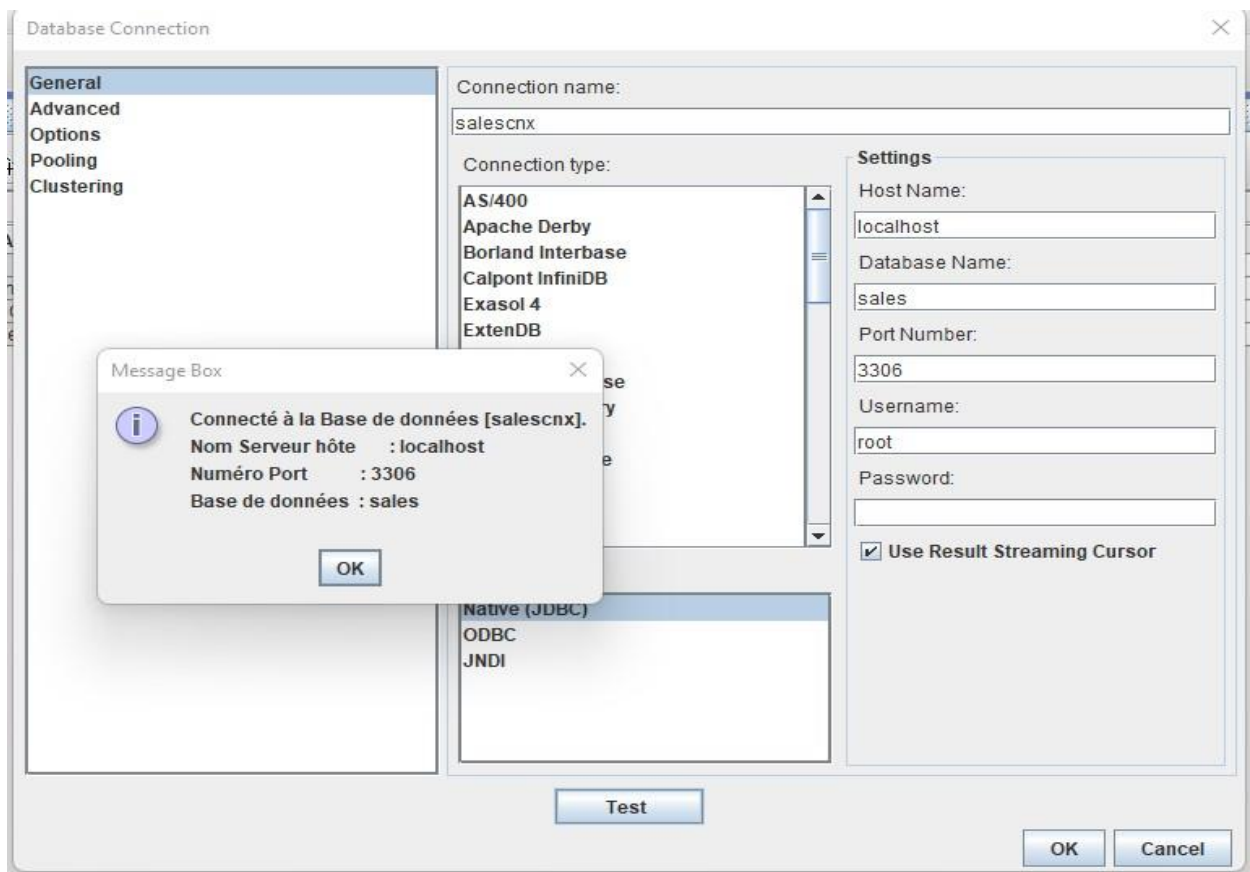 Database Connection
General
Advanced
Options
Pooling
Clustering
Connection name:
salescnx
Connection type:
AS/400
Apache Derby
Borland Interbase
Calpont InfiniDB
Exasol 4
ExtenDB
Settings
Host Name:
localhost
Database Name:
sales
Port Number:
3306
Username:
root
Password:
Use Result Streaming Cursor
Message Box
Connecté à la Base de données [salescnx].
Nom Serveur hôte : localhost
Numéro Port : 3306
Base de données : sales
OK
Native (JDBC)
ODBC
JNDI
Test
OK
Cancel